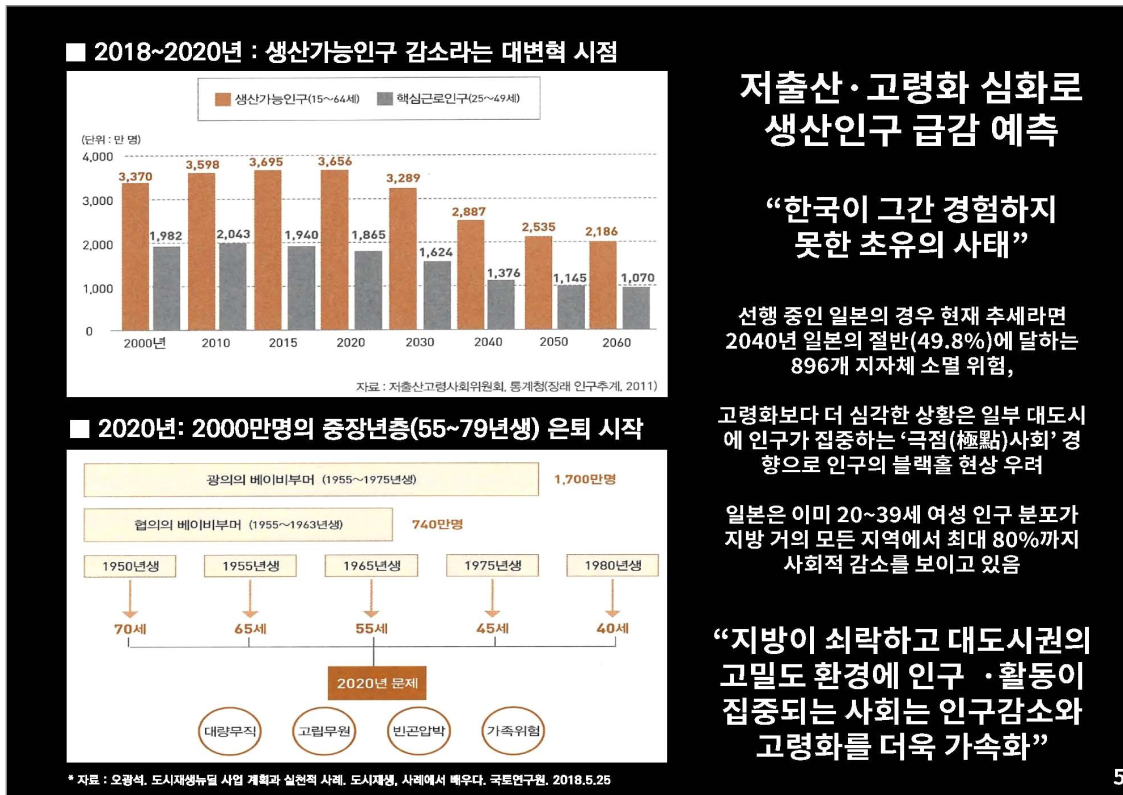 ■ 2018~2020년 : 생산가능인구 감소라는 대변혁 시점
생산가능인구(15~64세) 핵심근로인구(25~49세)
(단위 : 만 명)
4,000
3,000
2,000
1,000
0
3,370 3,598 3,695 3,656 3,289 2,887 2,535 2,186
1,982 2,043 1,940 1,865 1,624 1,376 1,145 1,070
2000년 2010 2015 2020 2030 2040 2050 2060
자료 : 저출산고령사회위원회, 통계청(장래 인구추계, 2011)
■ 2020년: 2000만명의 중장년층(55~79년생) 은퇴 시작
광의의 베이비부머 (1955~1975년생) 1,700만명
협의의 베이비부머 (1955~1963년생) 740만명
1950년생 1955년생 1965년생 1975년생 1980년생
70세 65세 55세 45세 40세
2020년 문제
대량무직 고립무원 빈곤압박 가족위험
* 자료 : 오광석. 도시재생뉴딜 사업 계획과 실천적 사례. 도시재생, 사례에서 배우다. 국토연구원. 2018.5.25
저출산·고령화 심화로
생산인구 급감 예측
“한국이 그간 경험하지
못한 초유의 사태”
선행 중인 일본의 경우 현재 추세라면
2040년 일본의 절반(49.8%)에 달하는
896개 지자체 소멸 위험,
고령화보다 더 심각한 상황은 일부 대도시
에 인구가 집중하는 ‘극점(極點)사회’ 경
향으로 인구의 블랙홀 현상 우려
일본은 이미 20~39세 여성 인구 분포가
지방 거의 모든 지역에서 최대 80%까지
사회적 감소를 보이고 있음
“지방이 쇠락하고 대도시권의
고밀도 환경에 인구 ·활동이
집중되는 사회는 인구감소와
고령화를 더욱 가속화”
5